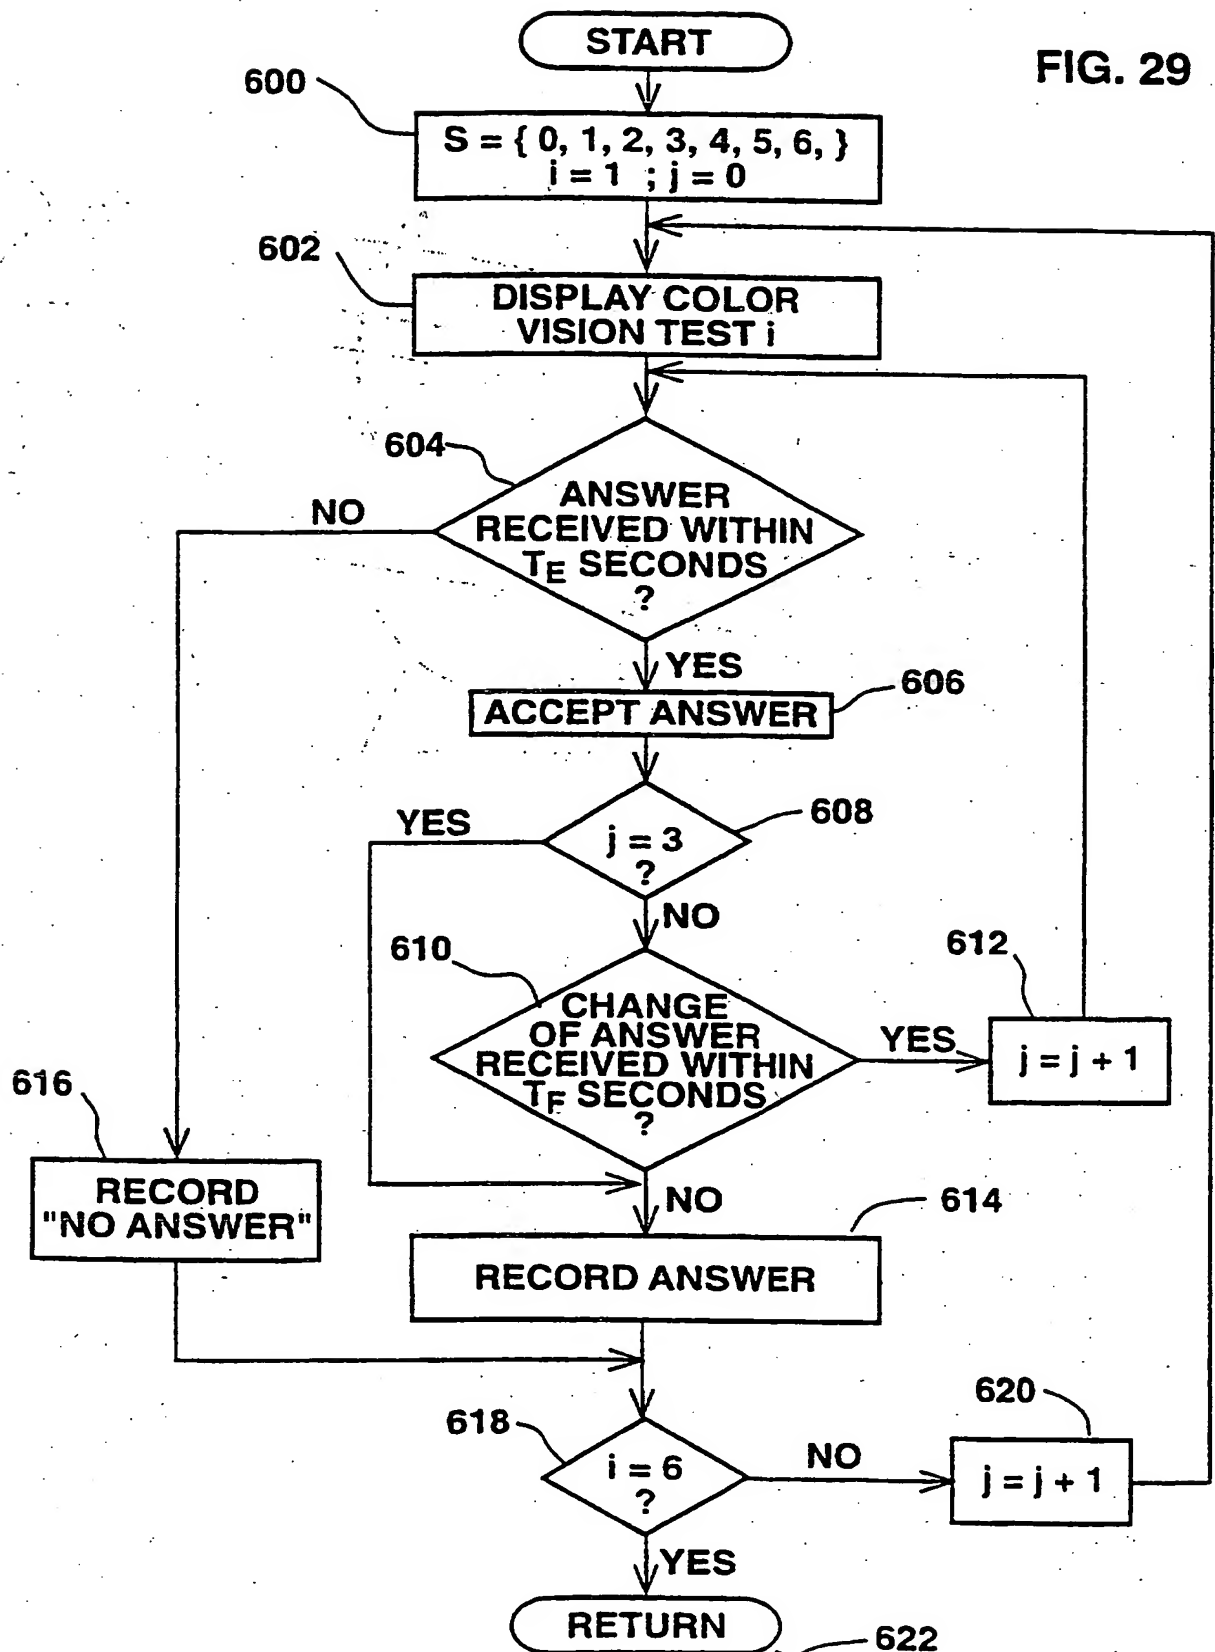 START
FIG. 29
600
S = { 0, 1, 2, 3, 4, 5, 6, }
i = 1 ; j = 0
602
DISPLAY COLOR
VISION TEST i
604
ANSWER
RECEIVED WITHIN
TE SECONDS
?
NO
YES
ACCEPT ANSWER
606
j = 3
?
608
YES
NO
610
CHANGE
OF ANSWER
RECEIVED WITHIN
TF SECONDS
?
YES
612
j = j + 1
616
RECORD
"NO ANSWER"
NO
614
RECORD ANSWER
618
i = 6
?
NO
620
j = j + 1
YES
RETURN
622